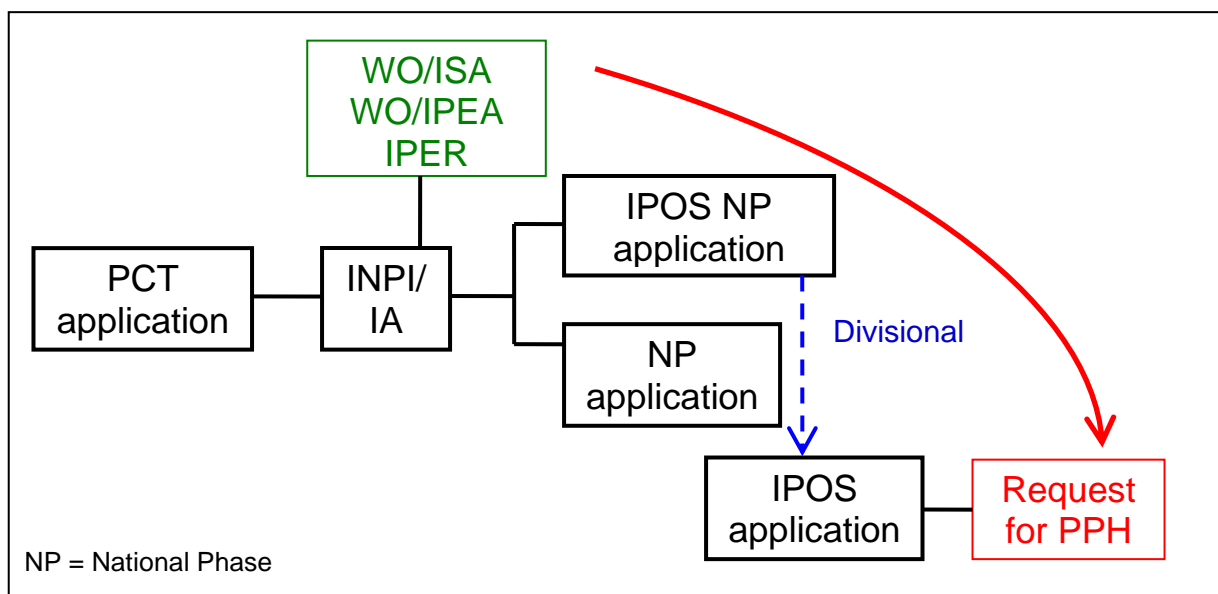 WO/ISA
WO/IPEA
IPER
IPOS NP
application
PCT
application
INPI/
IA
Divisional
NP
application
IPOS
application
Request
for PPH
NP = National Phase